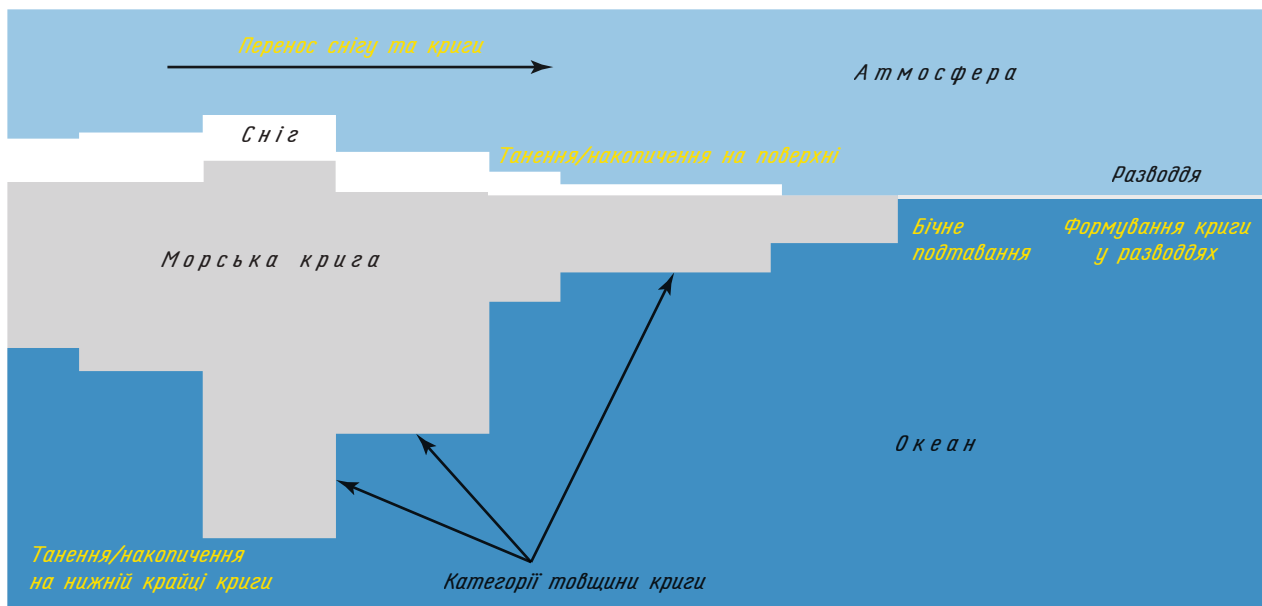 Перенос снігу та криги
Атмосфера
Сніг
Танення/накопичення на поверхні
Разводдя
Бічне
подтавання
Формування криги
у разводдях
Морська крига
Океан
Танення/накопичення
на нижній крайці криги
Категорії товщини криги